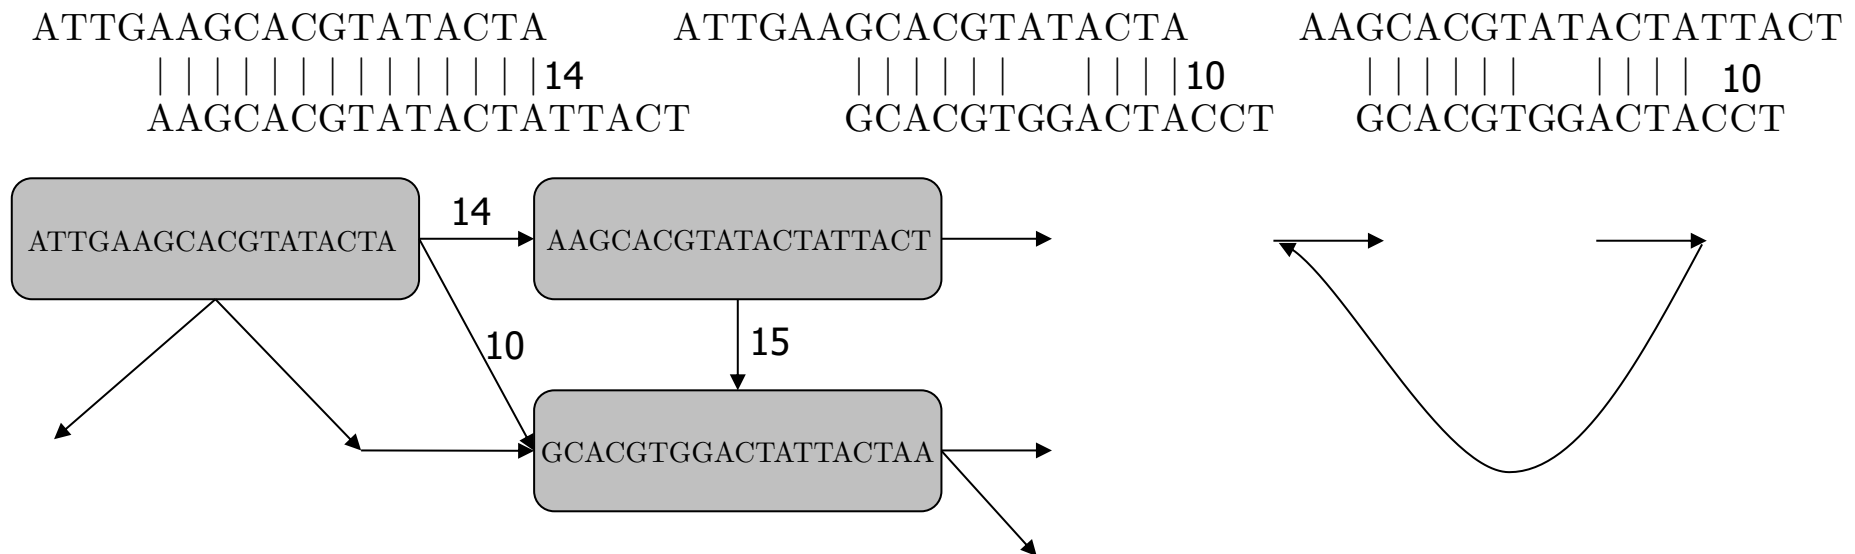 ATTGAAGCACGTATACTA ATTGAAGCACGTATACTA AAGCACGTATACTATTACT
| | | | | | | | | | | | | |14 | | | | | | | | | |10 | | | | | | | | | | 10
AAGCACGTATACTATTACT GCACGTGGACTACCT GCACGTGGACTACCT
14
ATTGAAGCACGTATACTA AAGCACGTATACTATTACT
10 15
GCACGTGGACTATTACTAA